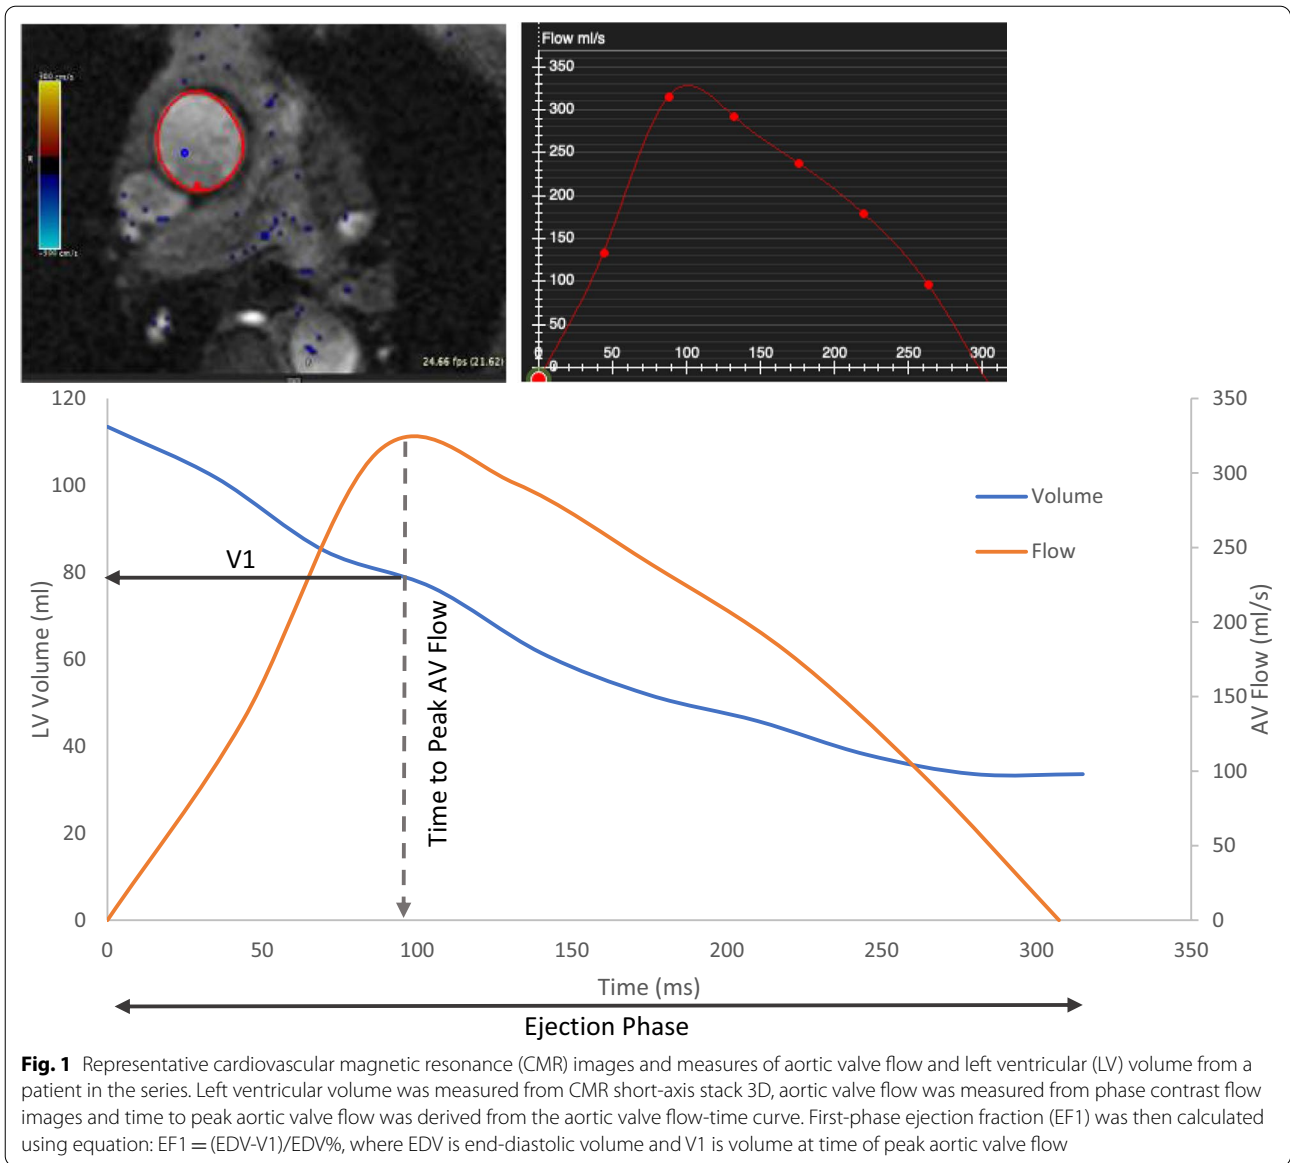 300 cm/s
-300 cm/s
24.66 fps (21.62)
Flow ml/s
350
300
250
200
150
100
50
0
0 50 100 150 200 250 300
120
100
80
60
40
20
0
LV Volume (ml)
350
300
250
200
150
100
50
0
AV Flow (ml/s)
Volume
Flow
V1
Time to Peak AV Flow
0 50 100 150 200 250 300 350
Time (ms)
Ejection Phase
Fig. 1 Representative cardiovascular magnetic resonance (CMR) images and measures of aortic valve flow and left ventricular (LV) volume from a
patient in the series. Left ventricular volume was measured from CMR short-axis stack 3D, aortic valve flow was measured from phase contrast flow
images and time to peak aortic valve flow was derived from the aortic valve flow-time curve. First-phase ejection fraction (EF1) was then calculated
using equation: EF1 = (EDV-V1)/EDV%, where EDV is end-diastolic volume and V1 is volume at time of peak aortic valve flow